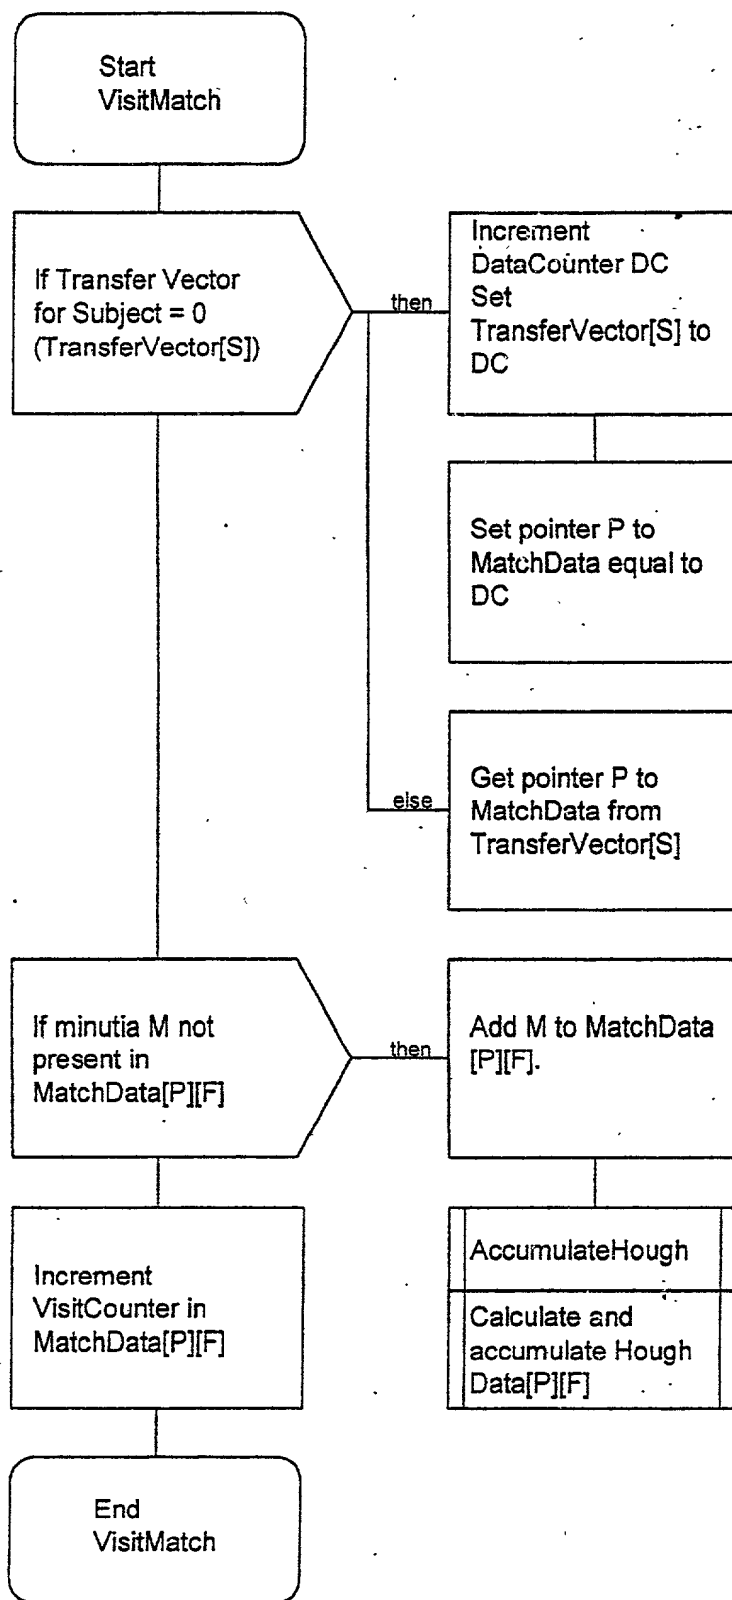 Start
VisitMatch
If Transfer Vector
for Subject = 0
(TransferVector[S])
then
Increment
DataCounter DC
Set
TransferVector[S] to
DC
Set pointer P to
MatchData equal to
DC
else
Get pointer P to
MatchData from
TransferVector[S]
If minutia M not
present in
MatchData[P][F]
then
Add M to MatchData
[P][F].
AccumulateHough
Calculate and
accumulate Hough
Data[P][F]
Increment
VisitCounter in
MatchData[P][F]
End
VisitMatch